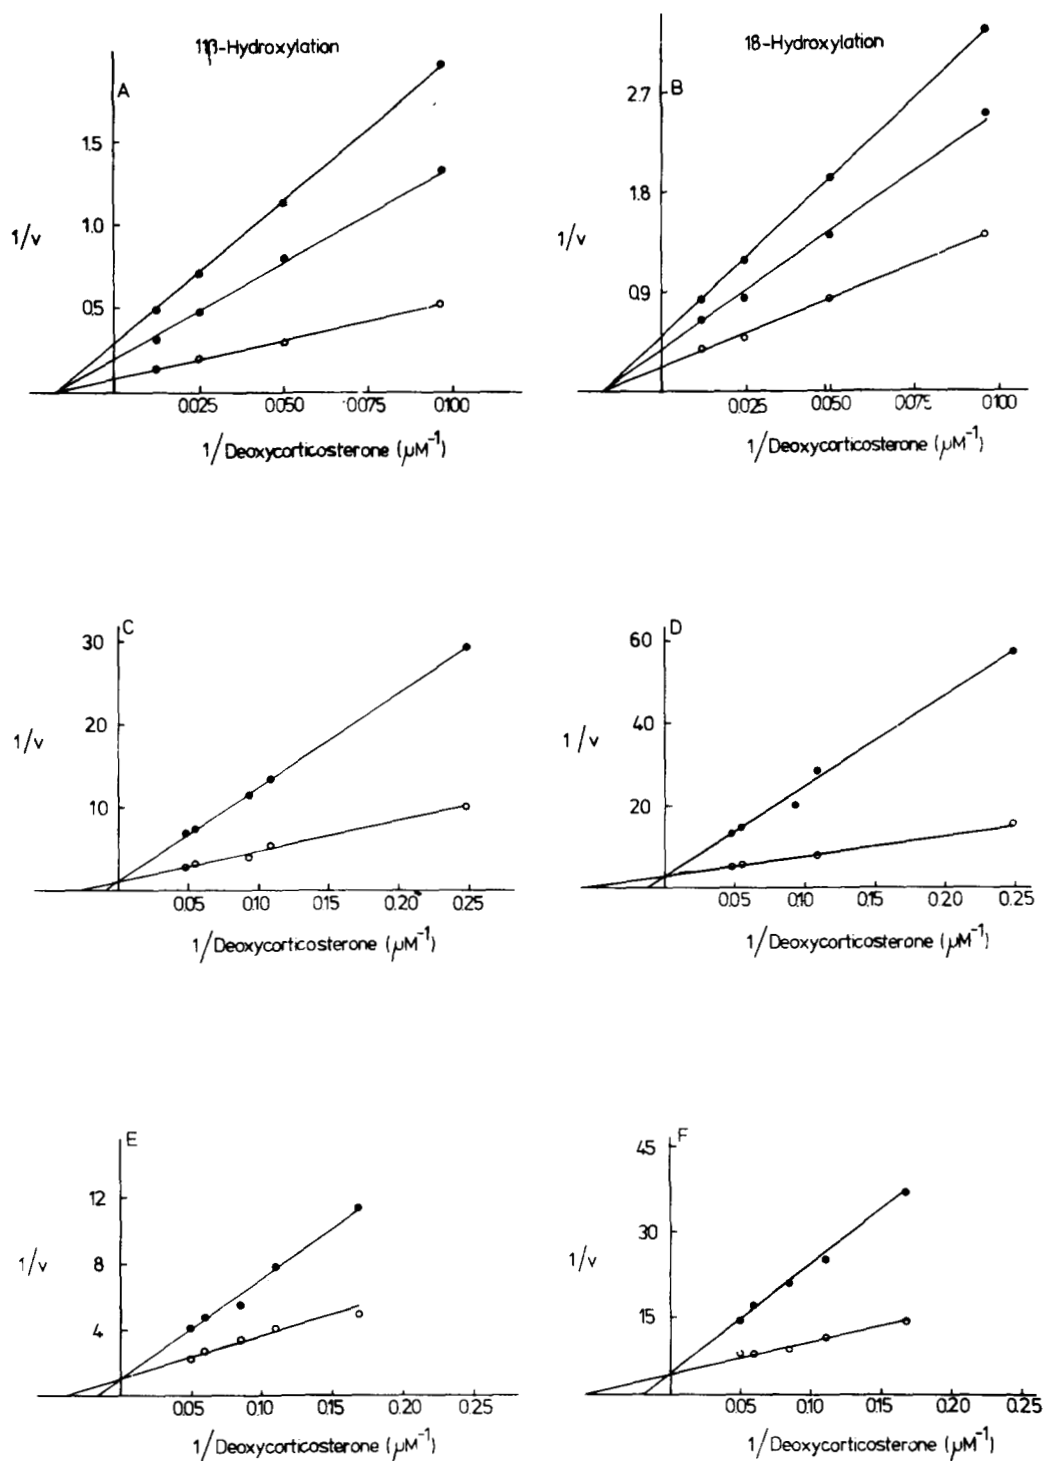 11β-Hydroxylation
A
1.5
1.0
0.5
1/v
0.025 0.050 0.075 0.100
1/Deoxycorticosterone (μM⁻¹)
18-Hydroxylation
B
2.7
1.8
0.9
1/v
0.025 0.050 0.075 0.100
1/Deoxycorticosterone (μM⁻¹)
C
30
20
10
1/v
0.05 0.10 0.15 0.20 0.25
1/Deoxycorticosterone (μM⁻¹)
D
60
40
20
1/v
0.05 0.10 0.15 0.20 0.25
1/Deoxycorticosterone (μM⁻¹)
E
12
8
4
1/v
0.05 0.10 0.15 0.20 0.25
1/Deoxycorticosterone (μM⁻¹)
F
45
30
15
1/v
0.05 0.10 0.15 0.20 0.25
1/Deoxycorticosterone (μM⁻¹)